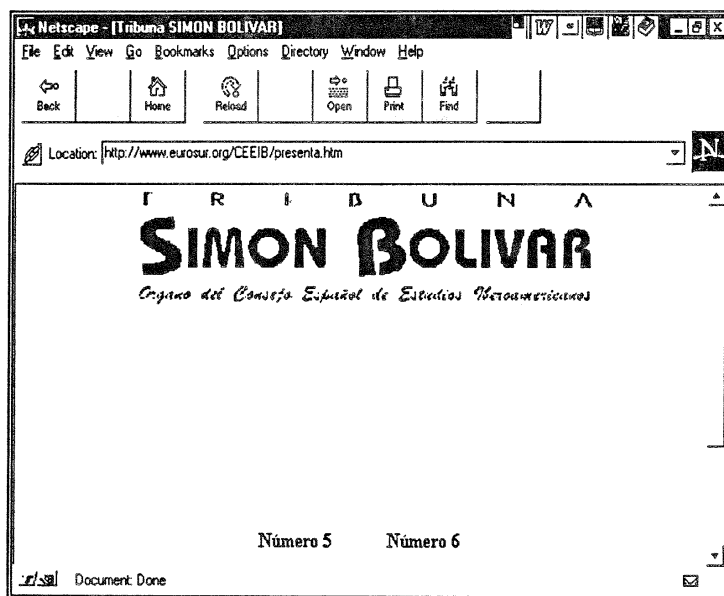 Netscape - [Tribuna SIMON BOLIVAR]
File Edit View Go Bookmarks Options Directory Window Help
Back Home Reload Open Print Find
Location: http://www.eurosur.org/CEEIB/presenta.htm
N
TRIBUNA
SIMON BOLIVAR
Organo del Consejo Español de Estudios Iberoamericanos
Número 5 Número 6
Document: Done